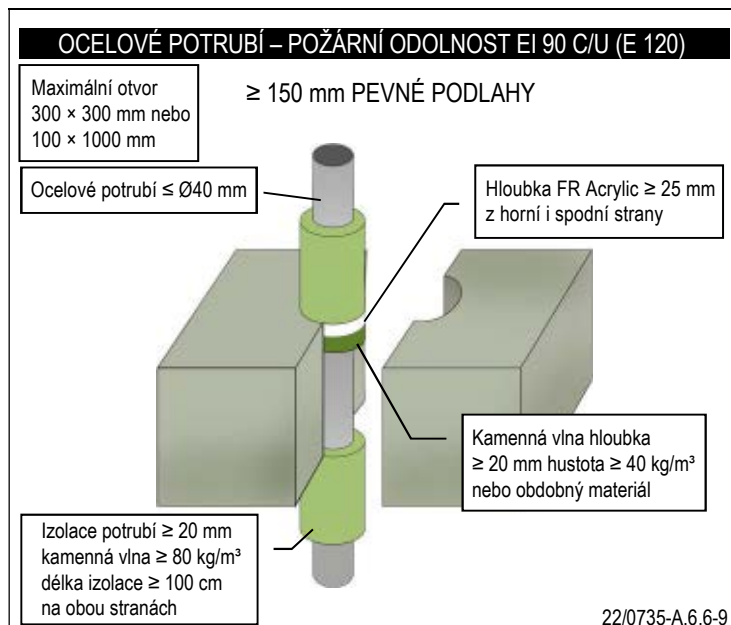 OCELOVÉ POTRUBÍ – POŽÁRNÍ ODOLNOST EI 90 C/U (E 120)
Maximální otvor
300 × 300 mm nebo
100 × 1000 mm
≥ 150 mm PEVNÉ PODLAHY
Ocelové potrubí ≤ Ø40 mm
Hloubka FR Acrylic ≥ 25 mm
z horní i spodní strany
Kamenná vlna hloubka
≥ 20 mm hustota ≥ 40 kg/m³
nebo obdobný materiál
Izolace potrubí ≥ 20 mm
kamenná vlna ≥ 80 kg/m³
délka izolace ≥ 100 cm
na obou stranách
22/0735-A.6.6-9